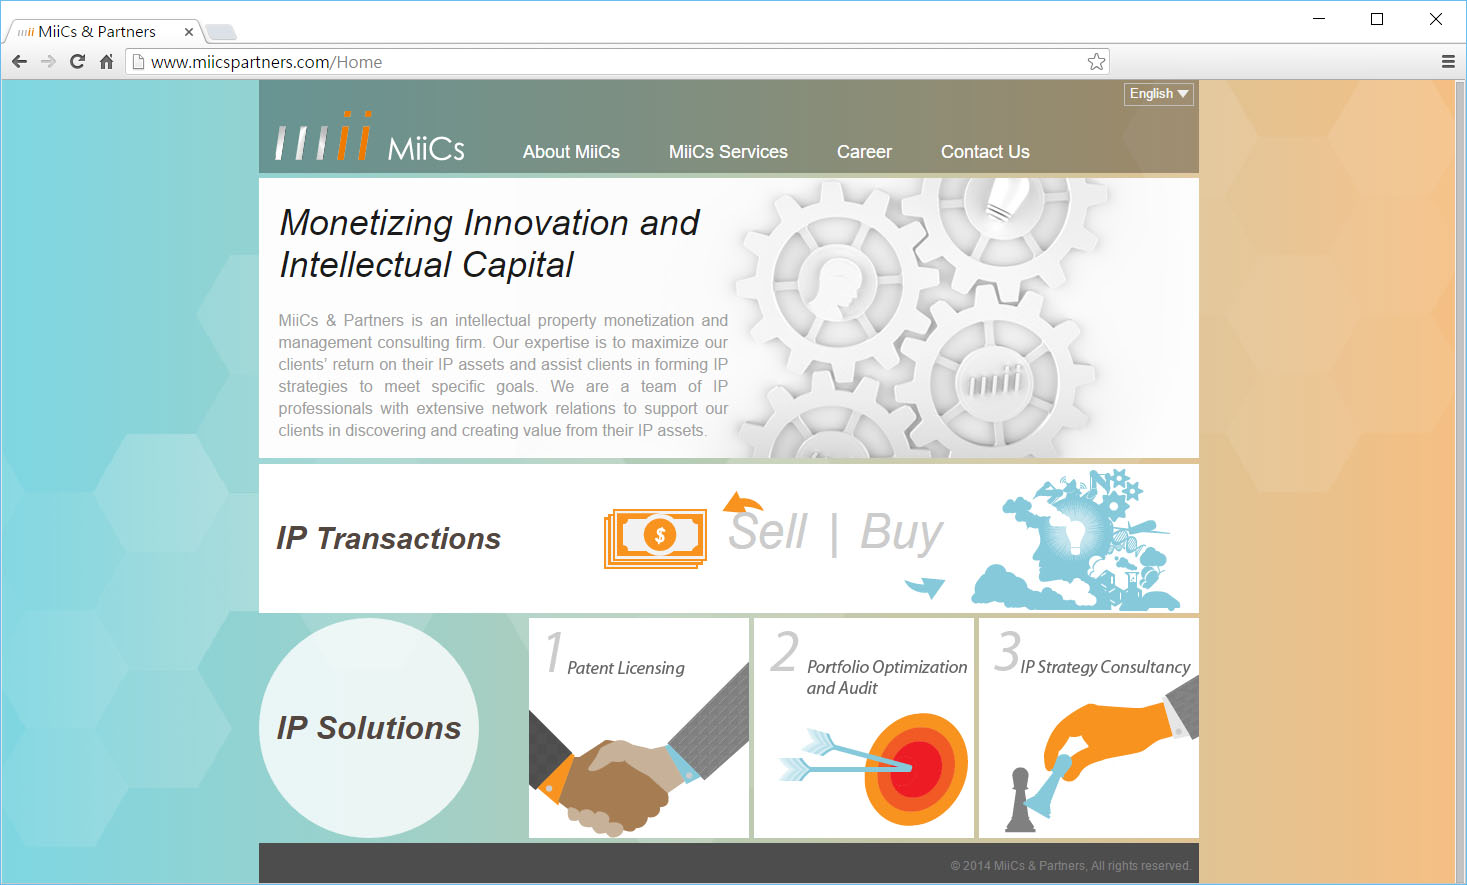 MiiCs & Partners
www.miicspartners.com/Home
English
MiiCs
About MiiCs
MiiCs Services
Career
Contact Us
Monetizing Innovation and
Intellectual Capital
MiiCs & Partners is an intellectual property monetization and
management consulting firm. Our expertise is to maximize our
clients' return on their IP assets and assist clients in forming IP
strategies to meet specific goals. We are a team of IP
professionals with extensive network relations to support our
clients in discovering and creating value from their IP assets.
IP Transactions
$
Sell | Buy
IP Solutions
1 Patent Licensing
2 Portfolio Optimization
and Audit
3 IP Strategy Consultancy
© 2014 MiiCs & Partners, All rights reserved.